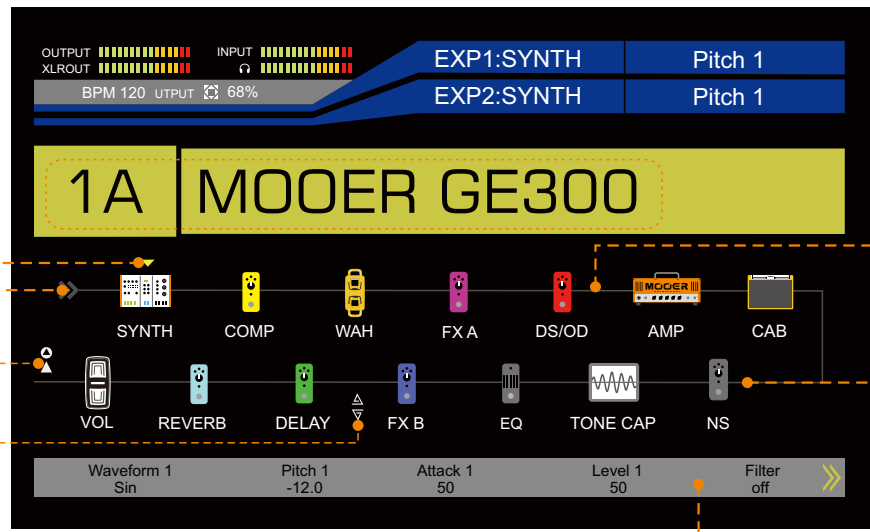 OUTPUT INPUT
XLROUT
BPM 120 UTPUT 68%
EXP1:SYNTH Pitch 1
EXP2:SYNTH Pitch 1
1A MOOER GE300
MOOER
SYNTH COMP WAH FX A DS/OD AMP CAB
VOL REVERB DELAY FX B EQ TONE CAP NS
Waveform 1 Pitch 1 Attack 1 Level 1 Filter
Sin -12.0 50 50 off